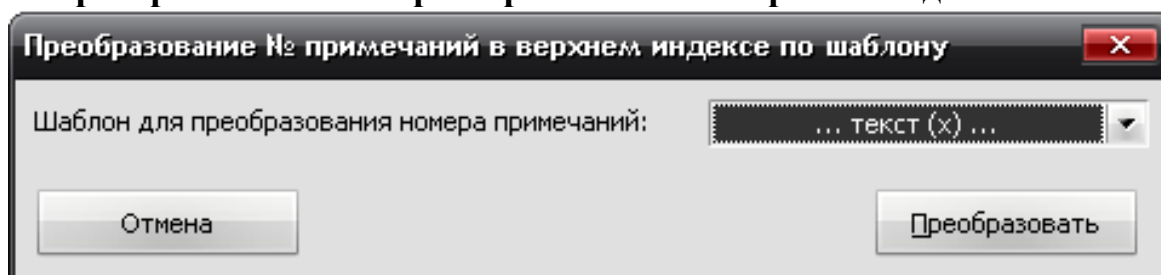 Преобразование № примечаний в верхнем индексе по шаблону
Шаблон для преобразования номера примечаний:
... текст (x) ...
Отмена
Преобразовать